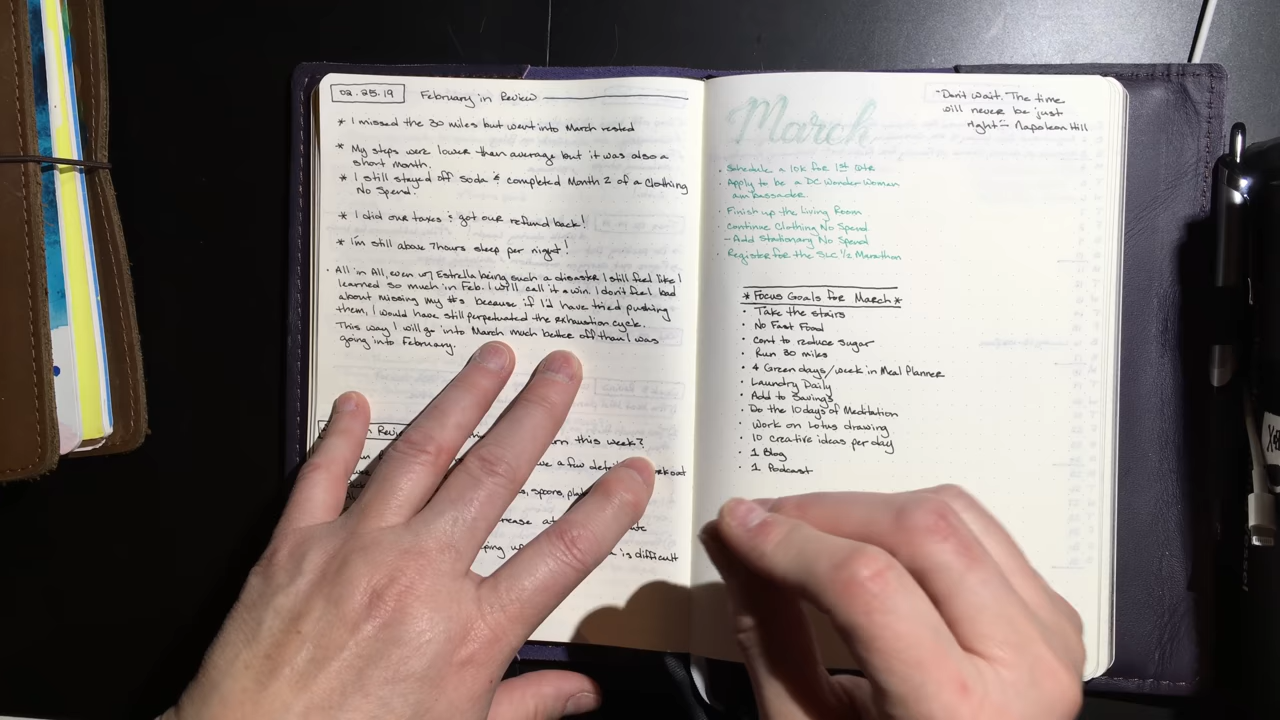 02.25.19 February in Review
* I missed the 30 miles but went into March rested
* My steps were lower than average but it was also a
short month.
* I still stayed off soda & completed Month 2 of a Clothing
No Spend.
* I did our taxes & got our refund back!
* I'm still above 7hours sleep per night!
· All in All, even w/ Estrella being such a disaster I still feel like I
learned so much in Feb. I will call it a win. I don't feel bad
about missing my #s because if I'd have tried pushing
them, I would have still perpetuated the exhaustion cycle.
This way I will go into March much better off than I was
going into February.
this week?
a few
is difficult
March
"Don't wait. The time
will never be just
right" - Napoleon Hill
· Schedule a 10k for 1st Qtr
· Apply to be a DC Wonder Woman
ambassador
· Finish up the Living Room
· Continue Clothing No Spend
- Add Stationary No Spend
· Register for the SLC 1/2 Marathon
* Focus Goals for March *
· Take the stairs
· No Fast Food
· Cont to reduce sugar
· Run 30 miles
· 4 Green days/week in Meal Planner
· Laundry Daily
· Add to Savings
· Do the 10 days of Meditation
· Work on Lotus drawing
· 10 creative ideas per day
· 1 Blog
· 1 Podcast